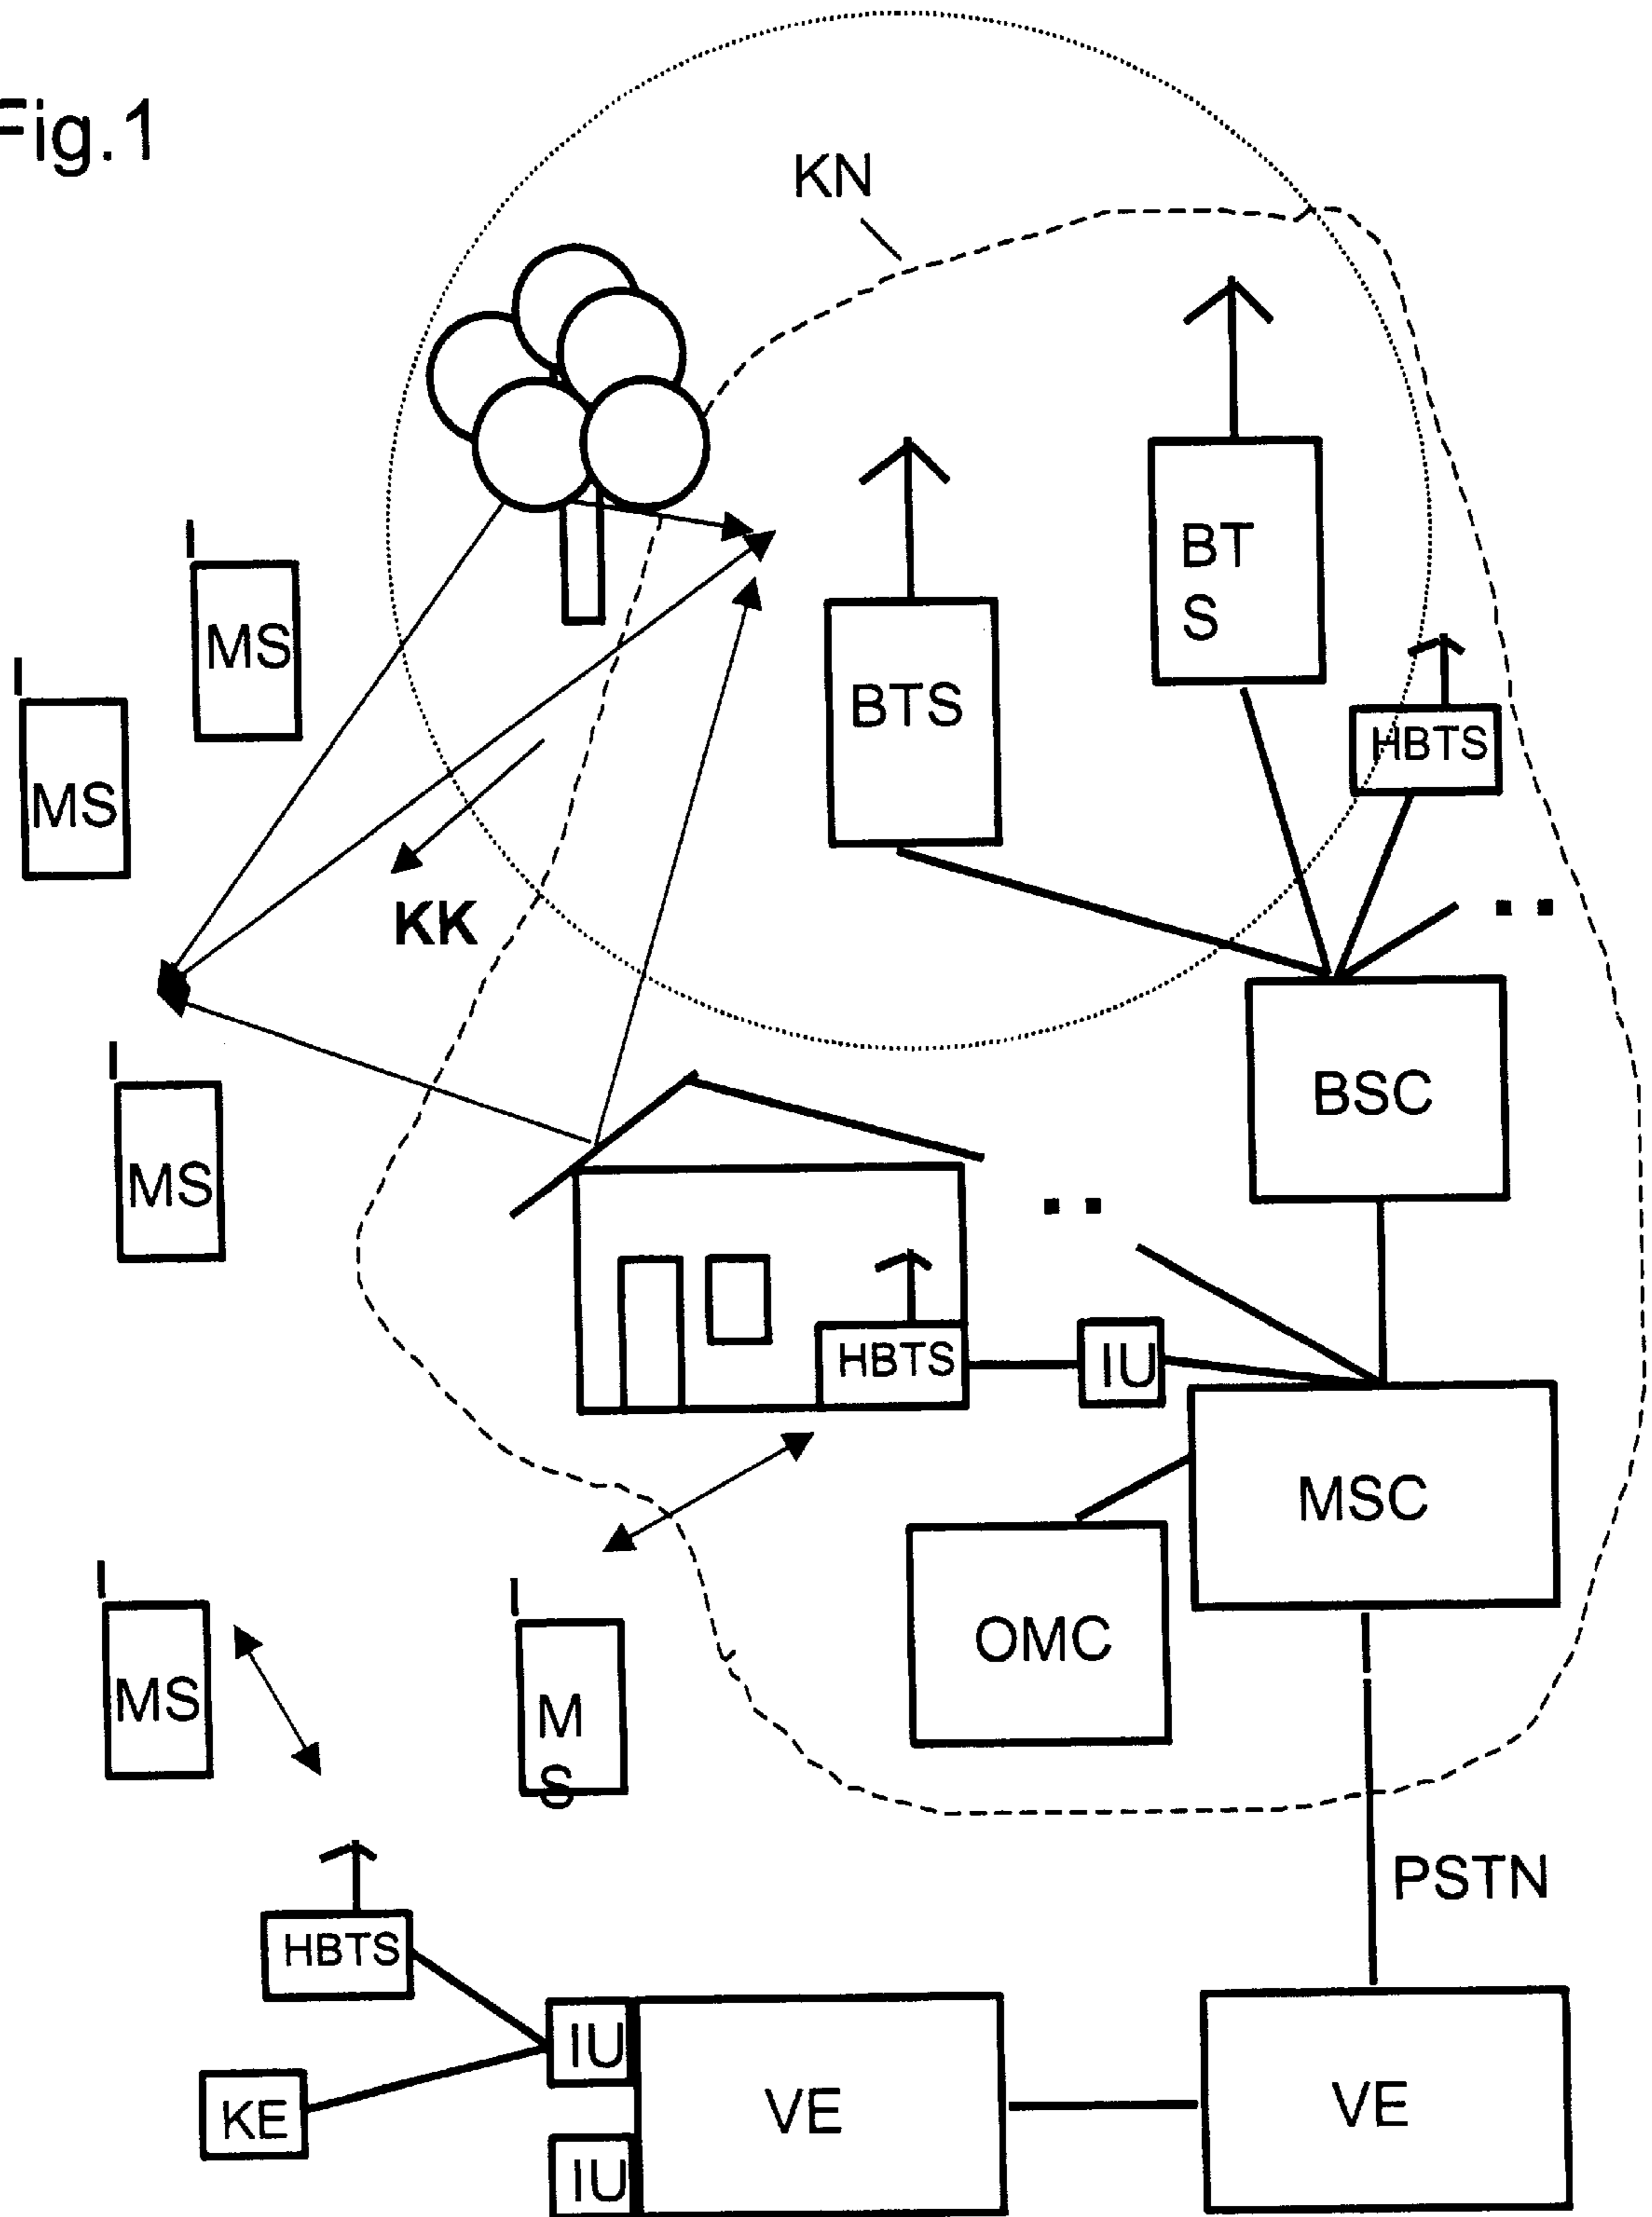 Fig.1
KN
BT
S
MS
BTS
MS
HBTS
KK
BSC
MS
HBTS
IU
MSC
OMC
MS
M
S
PSTN
HBTS
IU
VE
VE
KE
IU